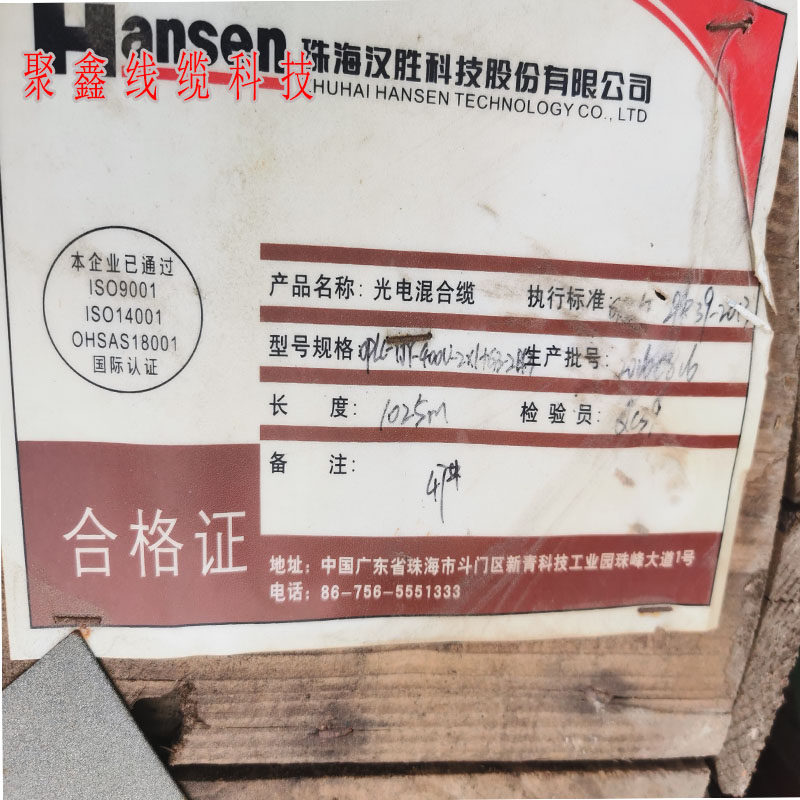 Hansen 珠海汉胜科技股份有限公司
聚鑫线缆科技
ZHUHAI HANSEN TECHNOLOGY CO., LTD
本企业已通过
ISO9001
ISO14001
OHSAS18001
国际认证
产品名称: 光电混合缆 执行标准:
型号规格 生产批号:
长 度: 1025m 检验员:
备 注: 4#
合格证
地址: 中国广东省珠海市斗门区新青科技工业园珠峰大道1号
电话: 86-756-5551333